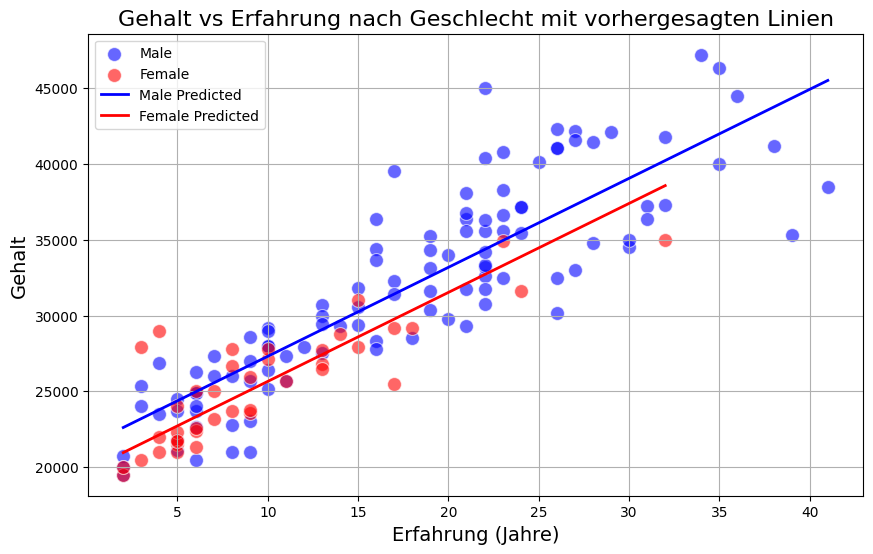 Gehalt vs Erfahrung nach Geschlecht mit vorhergesagten Linien
Male
Female
Male Predicted
Female Predicted
Gehalt
45000
40000
35000
30000
25000
20000
5 10 15 20 25 30 35 40
Erfahrung (Jahre)